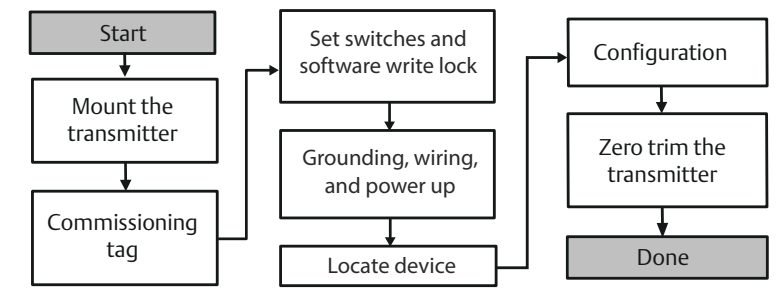 Start
Mount the
transmitter
Commissioning
tag
Set switches and
software write lock
Grounding, wiring,
and power up
Locate device
Configuration
Zero trim the
transmitter
Done